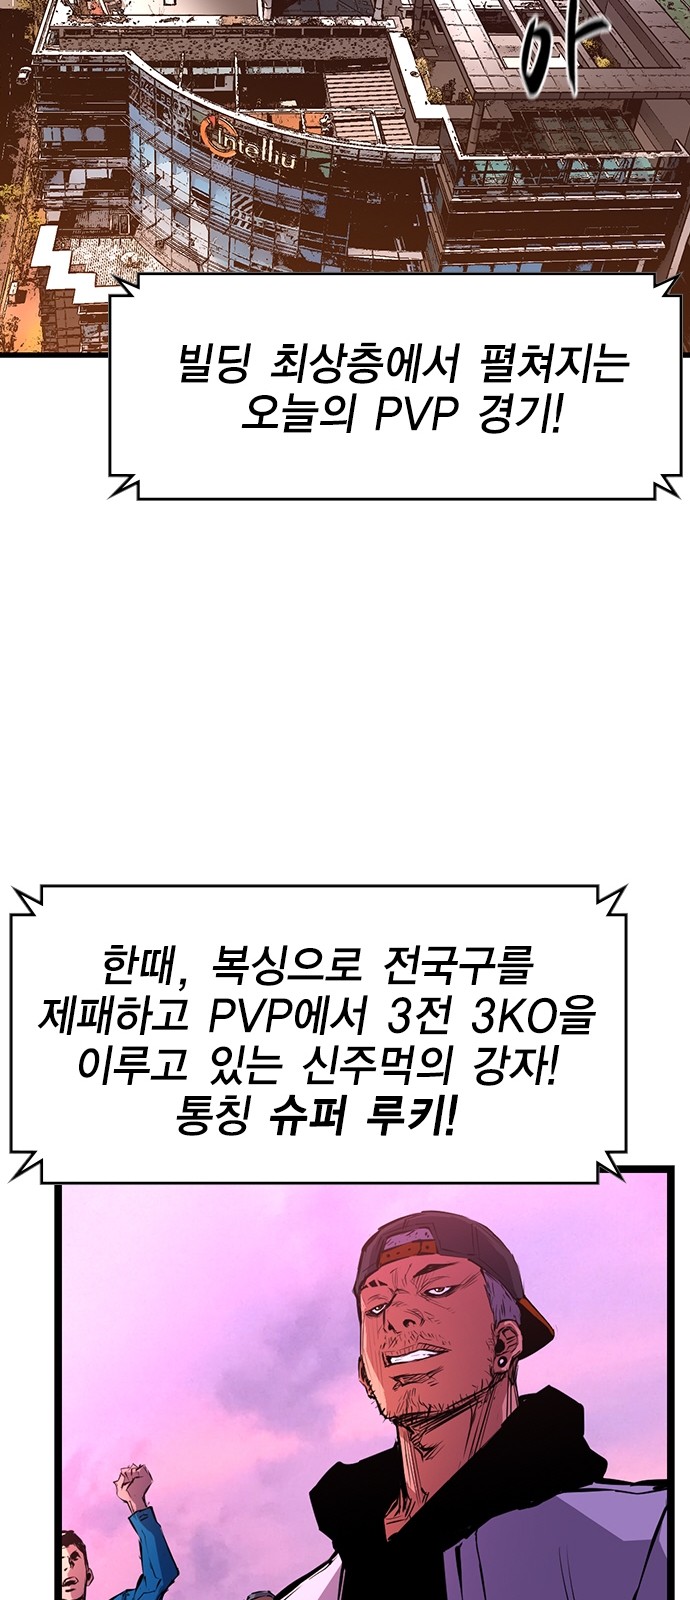 아
intelliu
빌딩 최상층에서 펼쳐지는
오늘의 PVP 경기!
한때, 복싱으로 전국구를
제패하고 PVP에서 3전 3KO을
이루고 있는 신주먹의 강자!
통칭 슈퍼 루키!